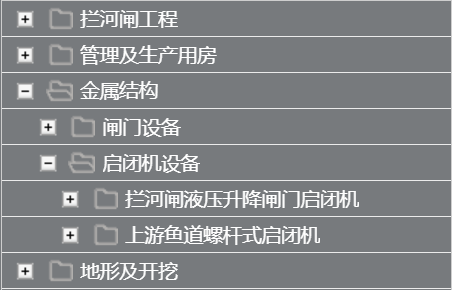 拦河闸工程
管理及生产用房
金属结构
闸门设备
启闭机设备
拦河闸液压升降闸门启闭机
上游鱼道螺杆式启闭机
地形及开挖